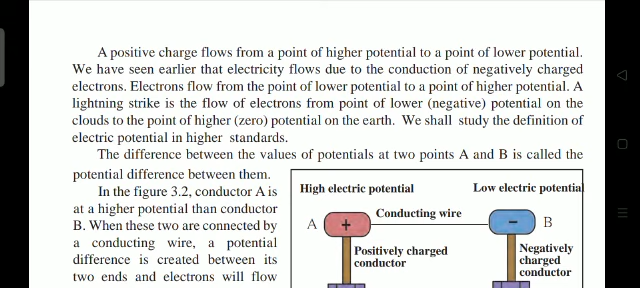 A positive charge flows from a point of higher potential to a point of lower potential.
We have seen earlier that electricity flows due to the conduction of negatively charged
electrons. Electrons flow from the point of lower potential to a point of higher potential. A
lightning strike is the flow of electrons from point of lower (negative) potential on the
clouds to the point of higher (zero) potential on the earth. We shall study the definition of
electric potential in higher standards.
The difference between the values of potentials at two points A and B is called the
potential difference between them.
In the figure 3.2, conductor A is
at a higher potential than conductor
B. When these two are connected by
a conducting wire, a potential
difference is created between its
two ends and electrons will flow
High electric potential
Low electric potential
Conducting wire
A
+
-
B
Positively charged
conductor
Negatively
charged
conductor